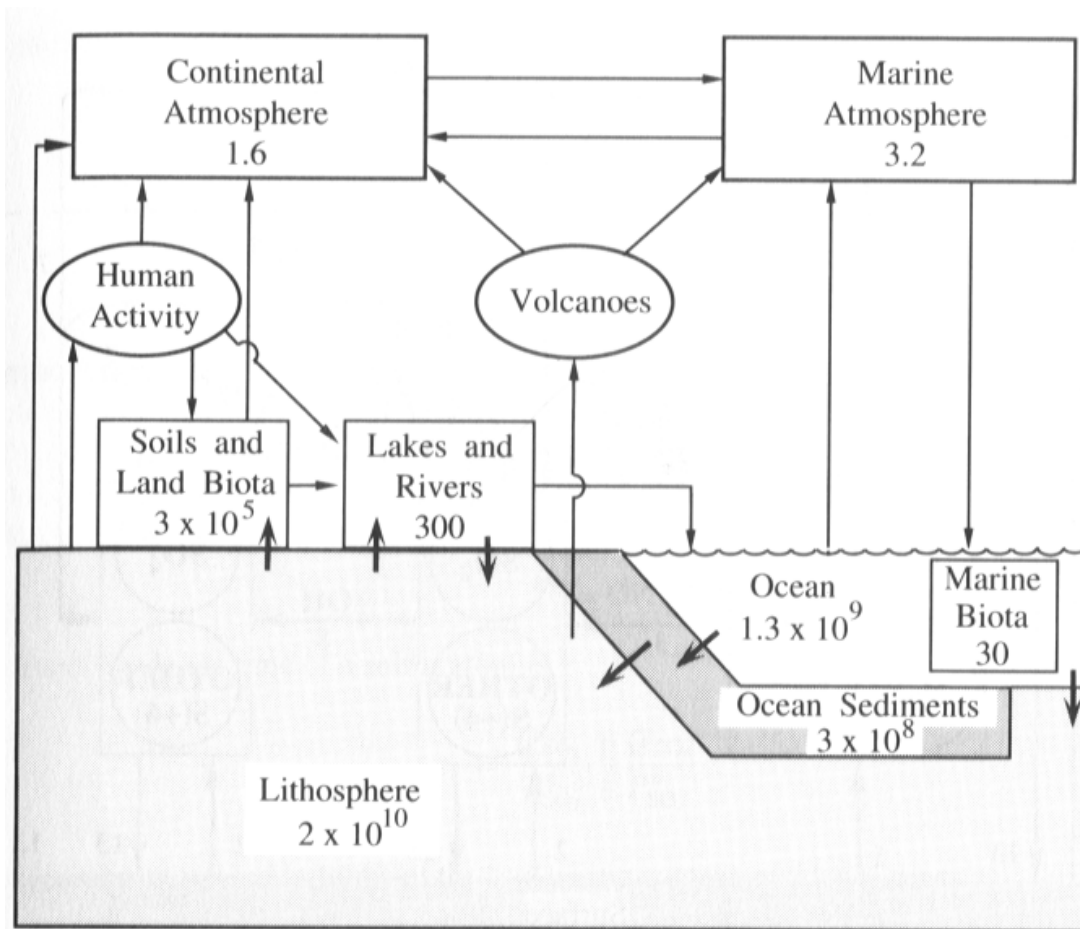 Continental
Atmosphere
1.6
Marine
Atmosphere
3.2
Human
Activity
Volcanoes
Soils and
Land Biota
3 x 10^5
Lakes and
Rivers
300
Ocean
1.3 x 10^9
Marine
Biota
30
Ocean Sediments
3 x 10^8
Lithosphere
2 x 10^10